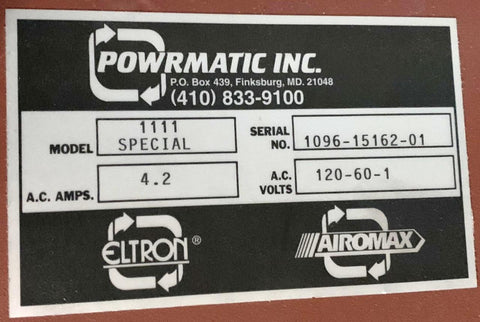 POWRMATIC INC.
P.O. Box 439, Finksburg, MD. 21048
(410) 833-9100
MODEL 1111 SPECIAL
SERIAL NO. 1096-15162-01
A.C. AMPS. 4.2
A.C. VOLTS 120-60-1
ELTRON®
AIROMAX